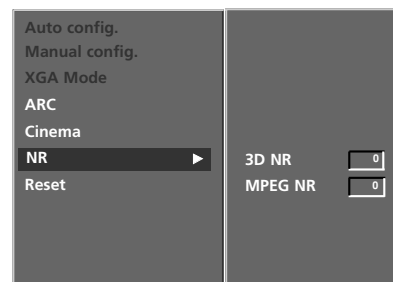 Auto config.
Manual config.
XGA Mode
ARC
Cinema
NR ▶
Reset
3D NR 0
MPEG NR 0